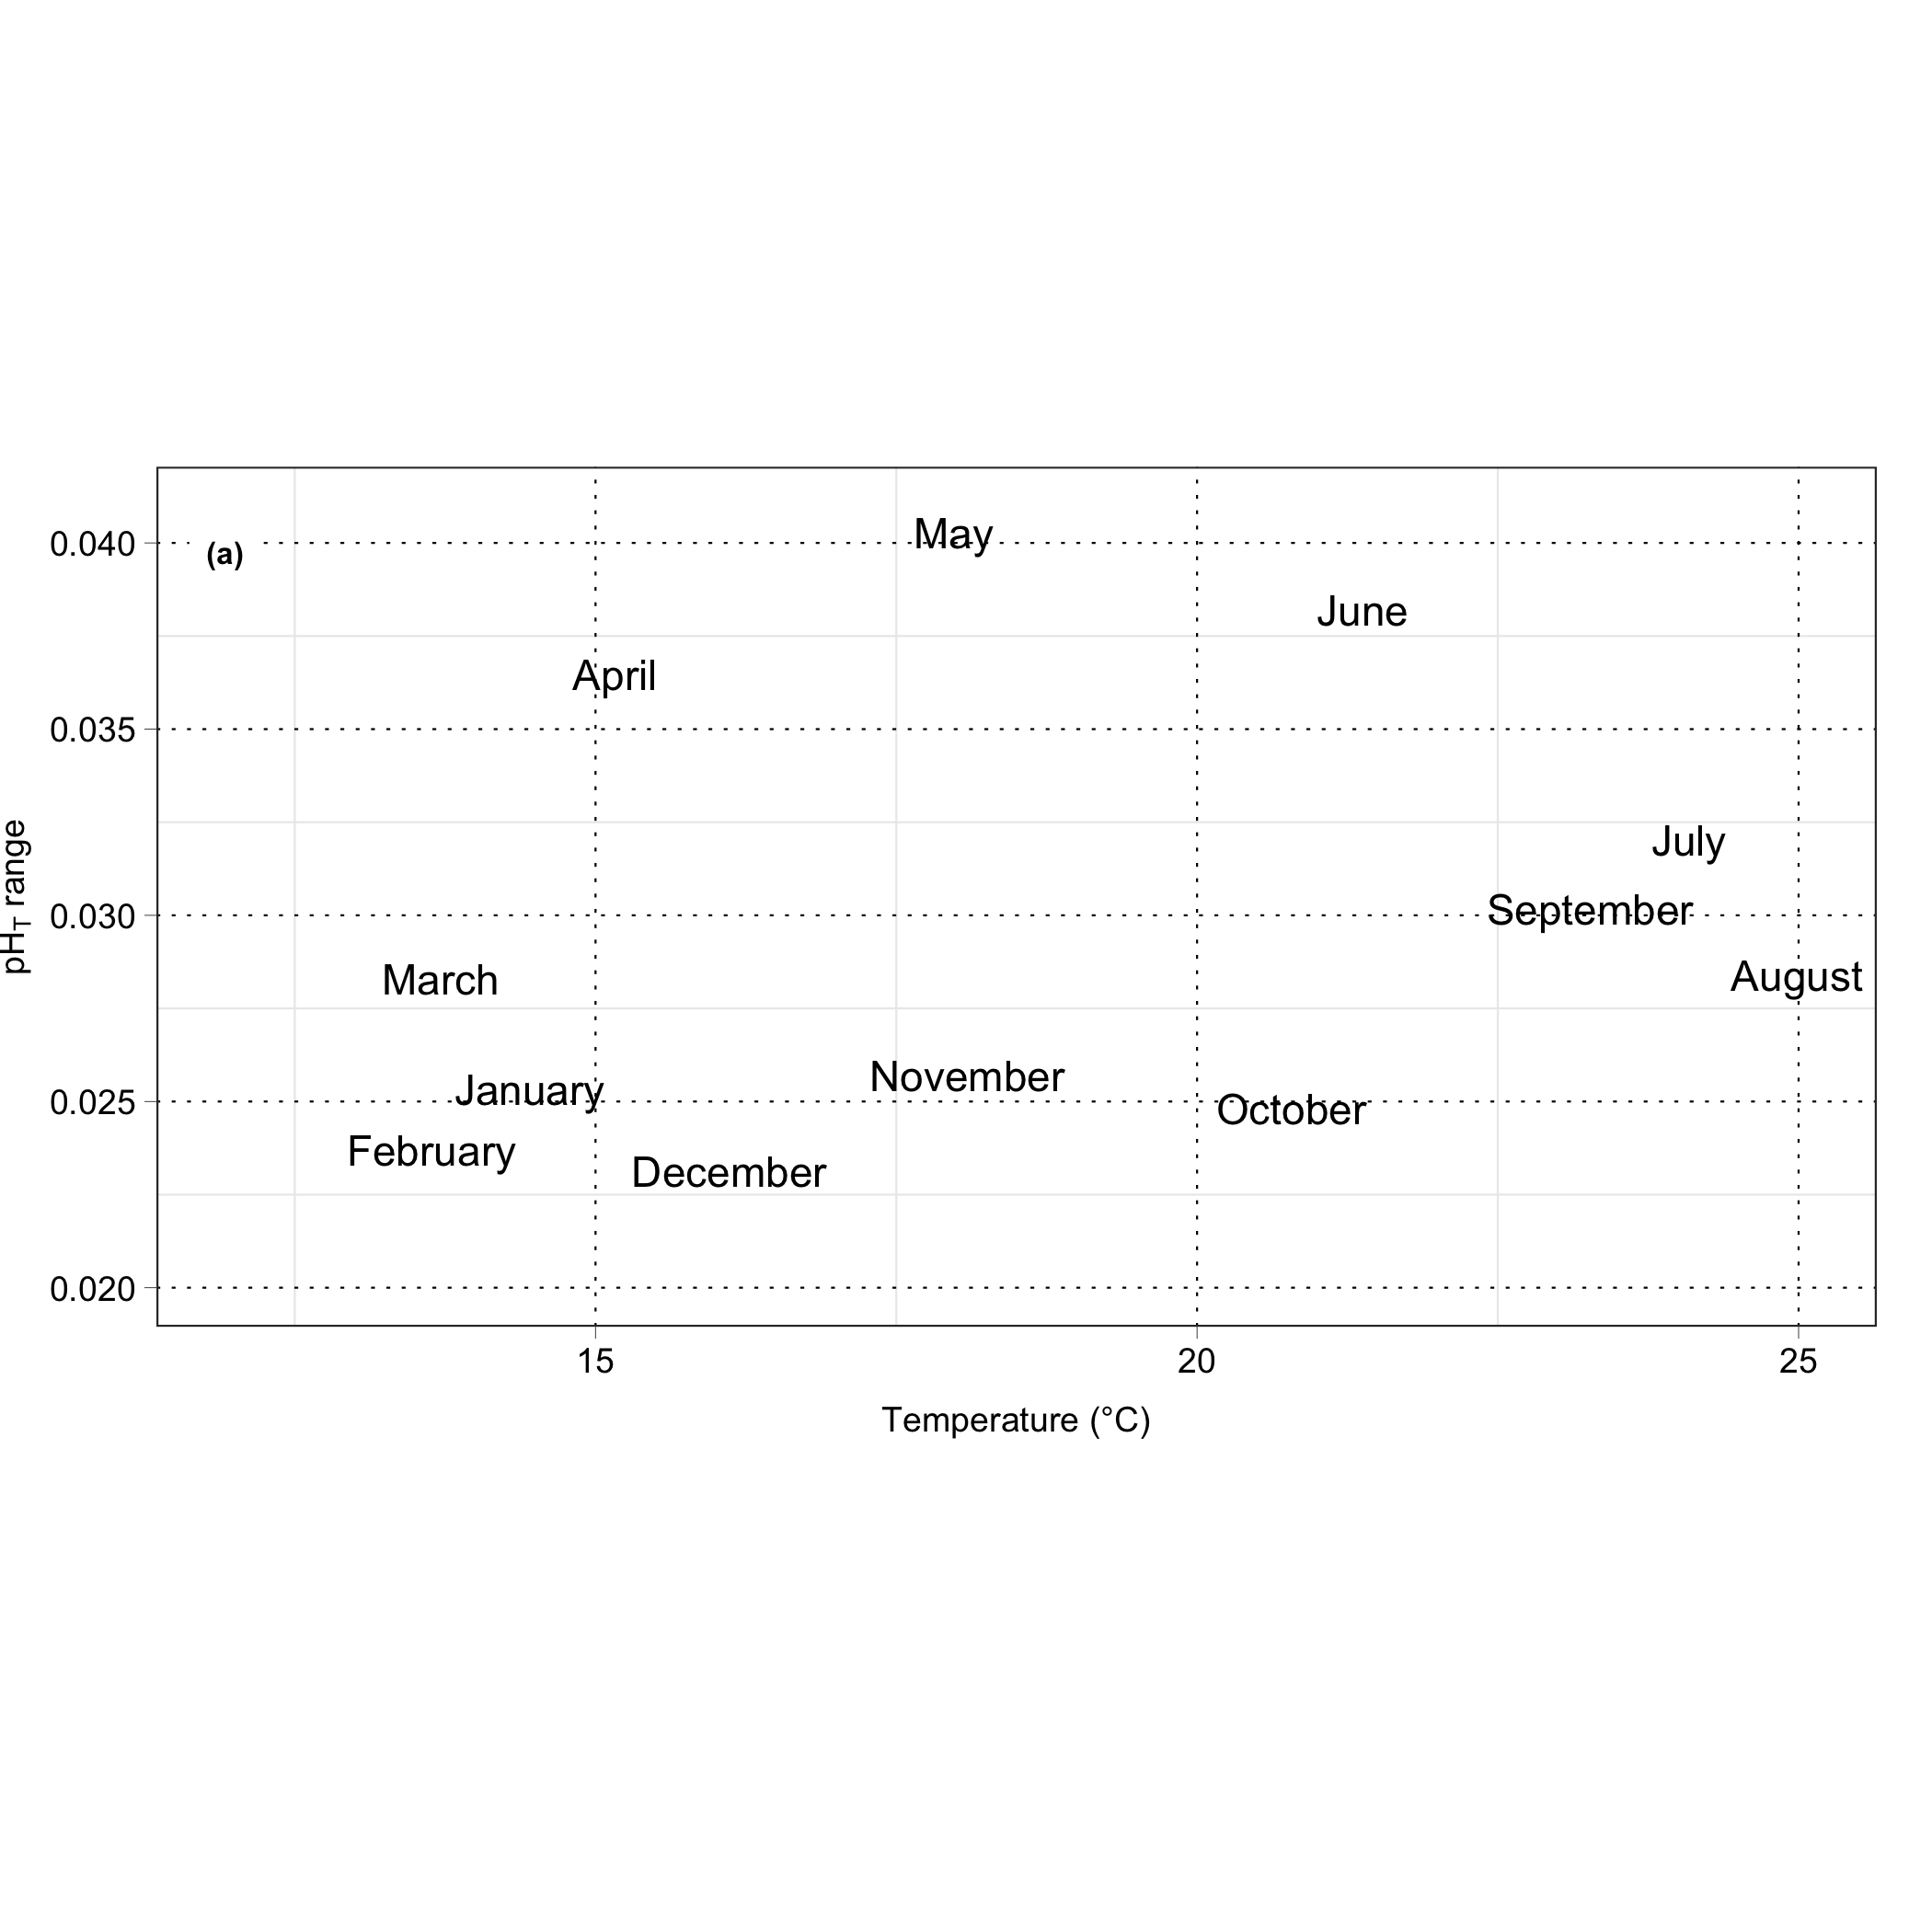 (a)
0.040
May
June
April
0.035
July
0.030
September
March
August
November
January
0.025
October
February
December
0.020
pHT range
15
20
25
Temperature (°C)